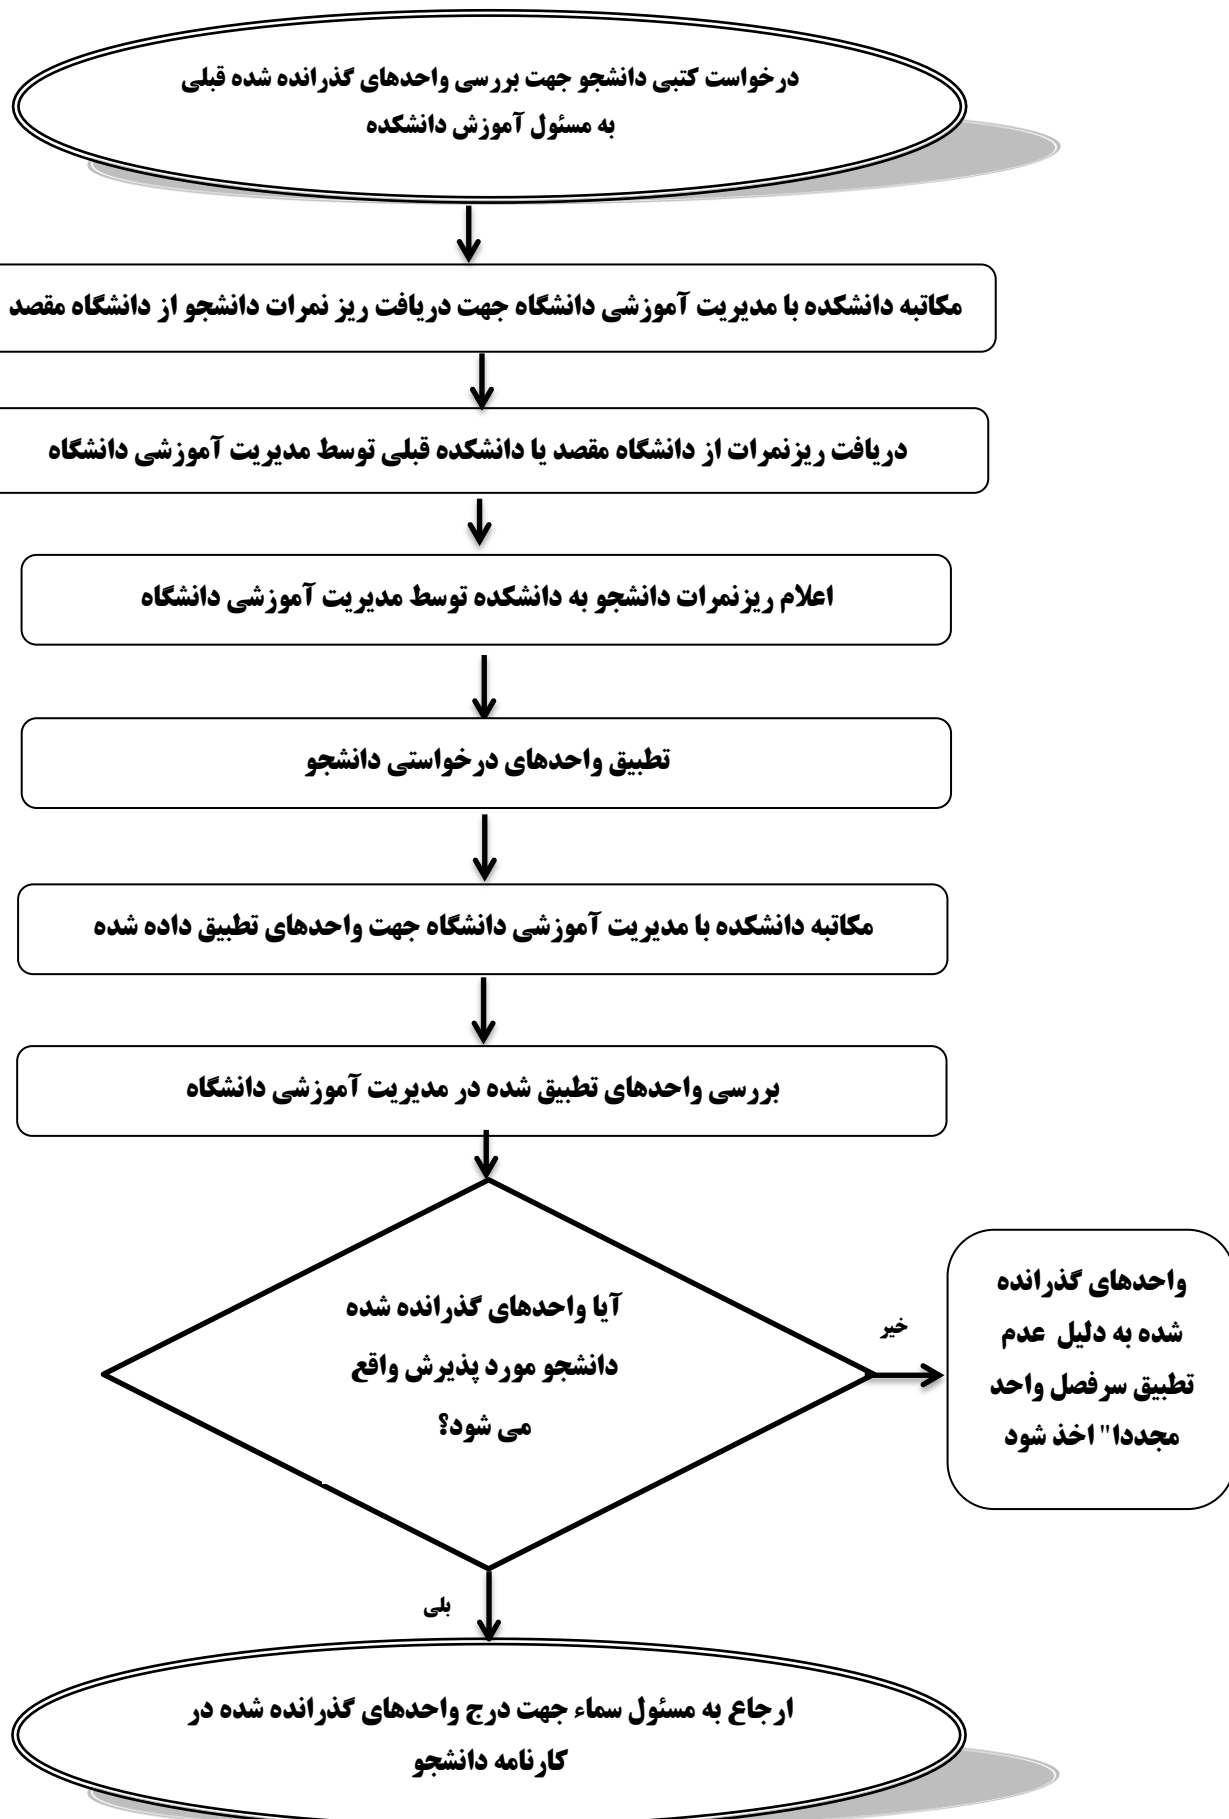 درخواست کتبی دانشجو جهت بررسی واحدهای گذرانده شده قبلی
به مسئول آموزش دانشکده
مکاتبه دانشکده با مدیریت آموزشی دانشگاه جهت دریافت ریز نمرات دانشجو از دانشگاه مقصد
دریافت ریزنمرات از دانشگاه مقصد یا دانشکده قبلی توسط مدیریت آموزشی دانشگاه
اعلام ریزنمرات دانشجو به دانشکده توسط مدیریت آموزشی دانشگاه
تطبیق واحدهای درخواستی دانشجو
مکاتبه دانشکده با مدیریت آموزشی دانشگاه جهت واحدهای تطبیق داده شده
بررسی واحدهای تطبیق شده در مدیریت آموزشی دانشگاه
آیا واحدهای گذرانده شده
دانشجو مورد پذیرش واقع
می شود؟
خیر
واحدهای گذرانده
شده به دلیل عدم
تطبیق سرفصل واحد
مجددا" اخذ شود
بلی
ارجاع به مسئول سماء جهت درج واحدهای گذرانده شده در
کارنامه دانشجو